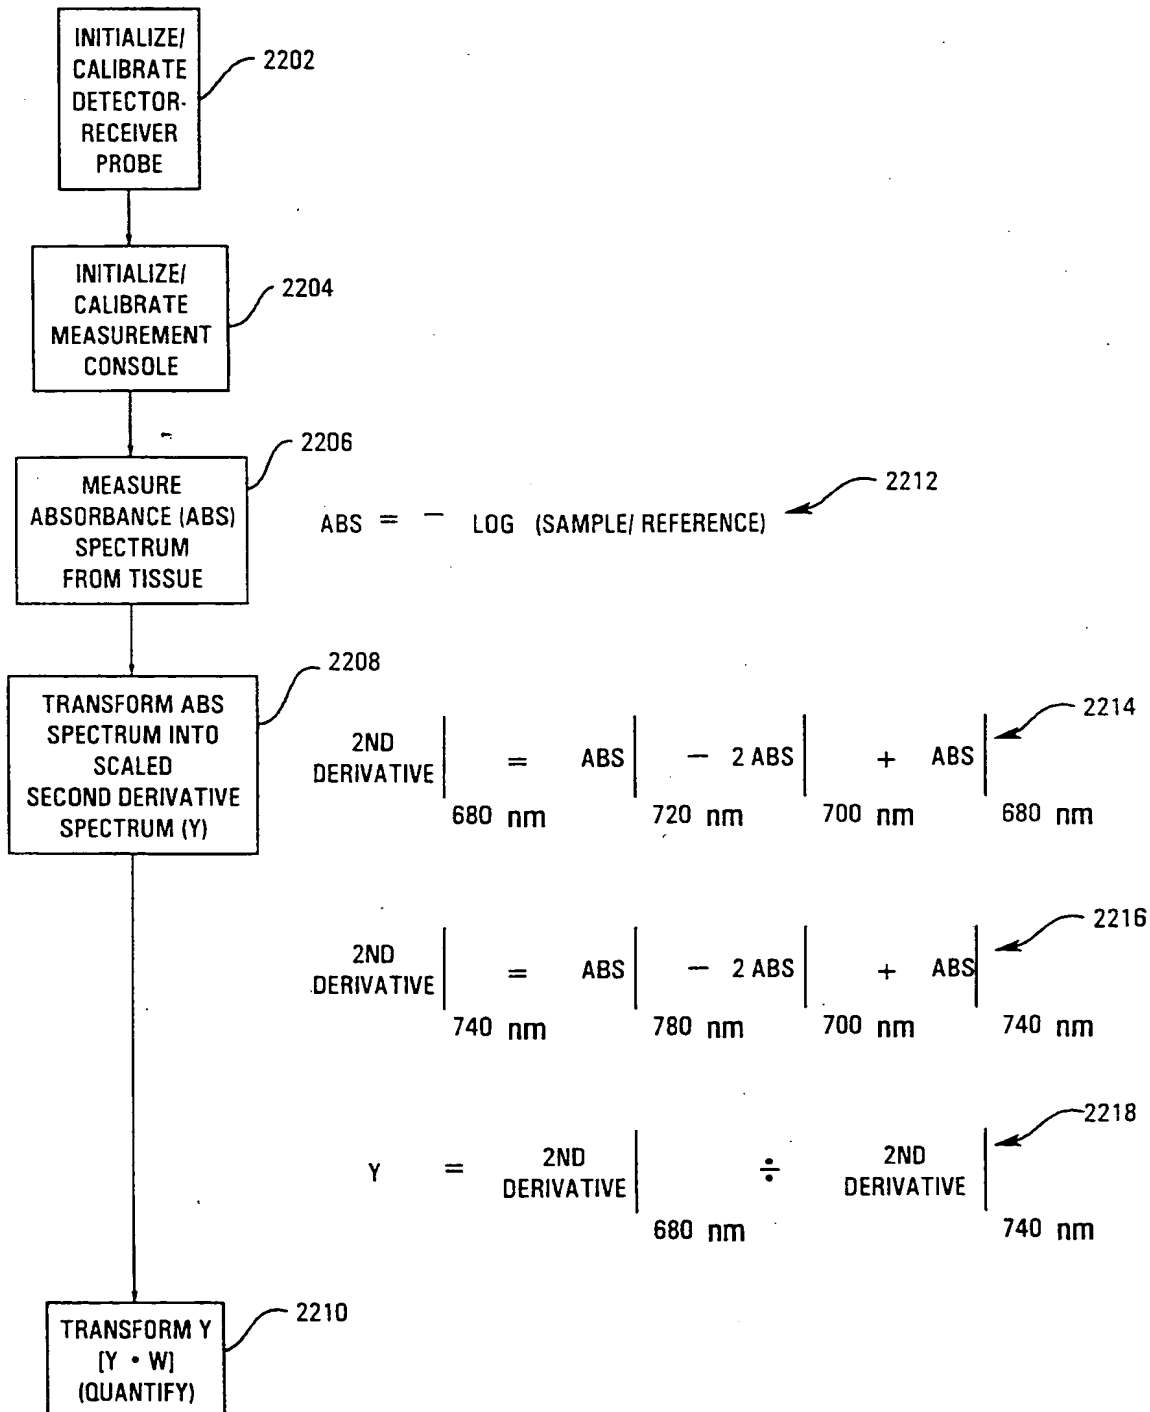 INITIALIZE/
CALIBRATE
DETECTOR-
RECEIVER
PROBE
2202
INITIALIZE/
CALIBRATE
MEASUREMENT
CONSOLE
2204
MEASURE
ABSORBANCE (ABS)
SPECTRUM
FROM TISSUE
2206
ABS = - LOG (SAMPLE/ REFERENCE)
2212
TRANSFORM ABS
SPECTRUM INTO
SCALED
SECOND DERIVATIVE
SPECTRUM (Y)
2208
2ND
DERIVATIVE| = ABS| - 2 ABS| + ABS|
680 nm 720 nm 700 nm 680 nm
2214
2ND
DERIVATIVE| = ABS| - 2 ABS| + ABS|
740 nm 780 nm 700 nm 740 nm
2216
Y = 2ND DERIVATIVE| ÷ 2ND DERIVATIVE|
680 nm 740 nm
2218
TRANSFORM Y
[Y • W]
(QUANTIFY)
2210